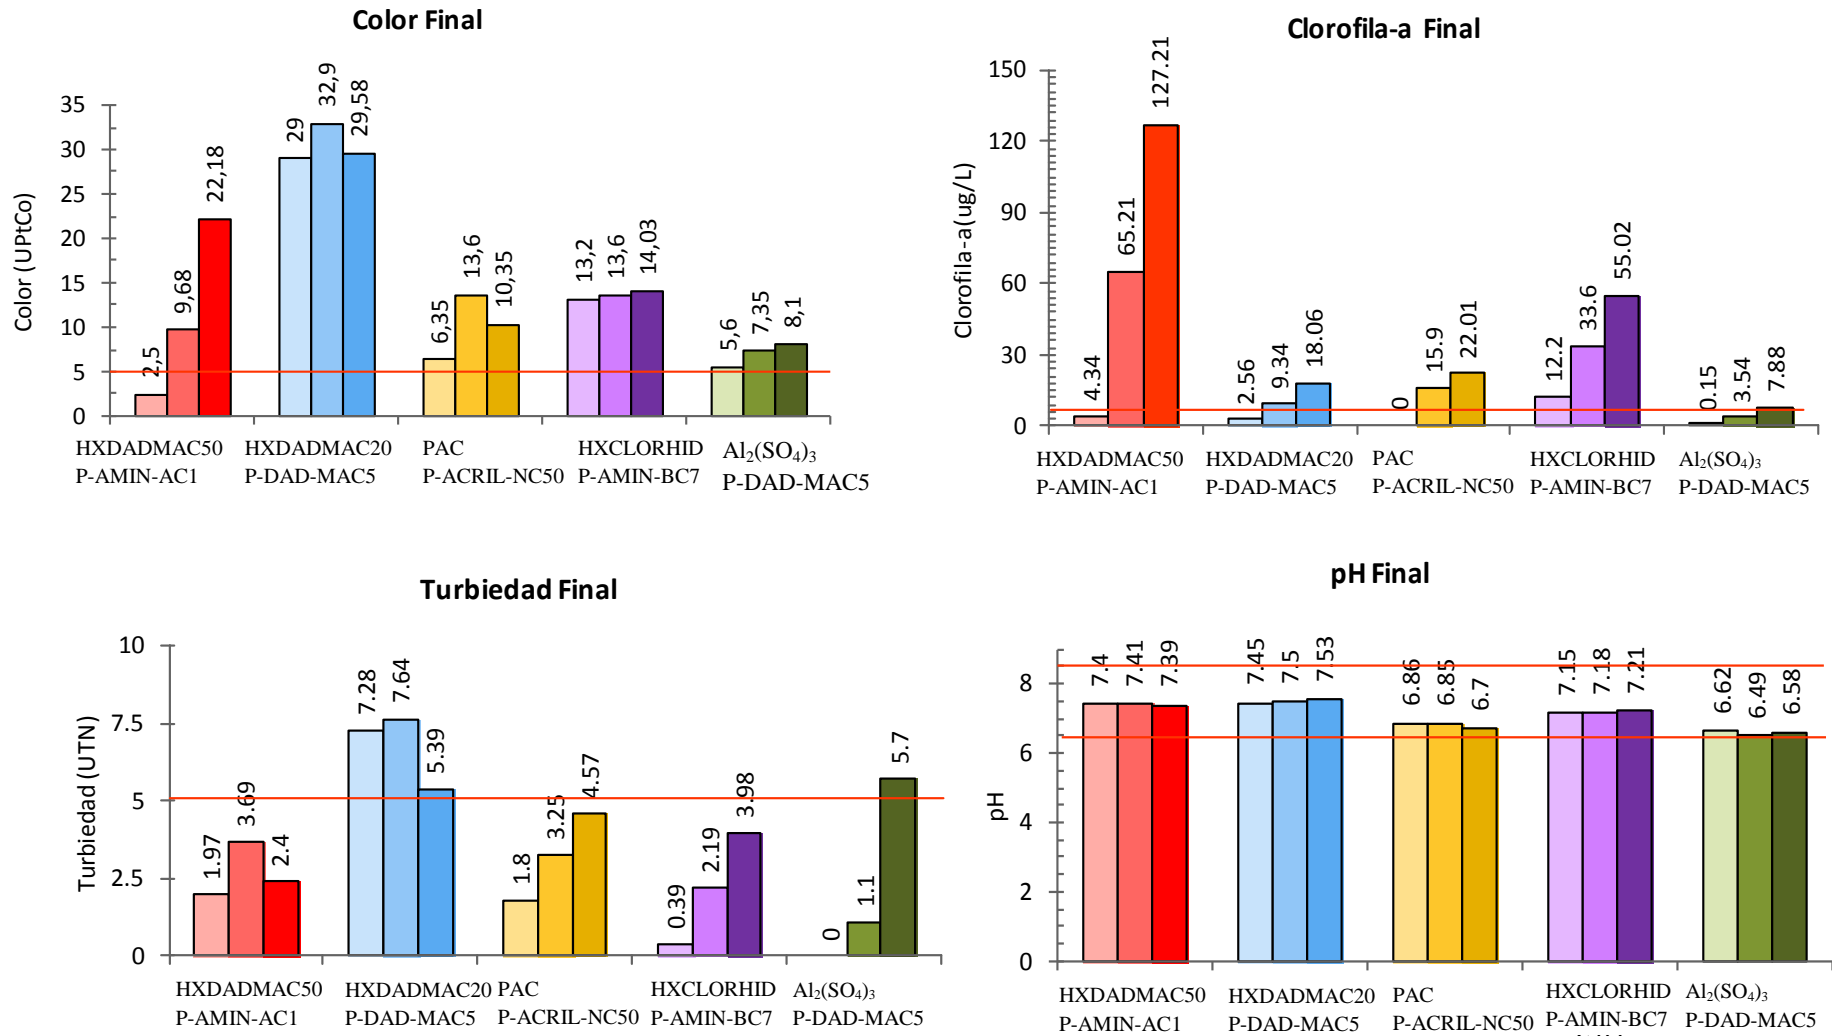 Color Final
Color (UPtCo)
35
30
25
20
15
10
5
0
2,5
9,68
22,18
29
32,9
29,58
6,35
13,6
10,35
13,2
13,6
14,03
5,6
7,35
8,1
HXDADMAC50
P-AMIN-AC1
HXDADMAC20
P-DAD-MAC5
PAC
P-ACRIL-NC50
HXCLORHID
P-AMIN-BC7
Al₂(SO₄)₃
P-DAD-MAC5
Clorofila-a Final
Clorofila-a(ug/L)
150
120
90
60
30
0
4.34
65.21
127.21
2.56
9.34
18.06
0
15.9
22.01
12.2
33.6
55.02
0.15
3.54
7.88
HXDADMAC50
P-AMIN-AC1
HXDADMAC20
P-DAD-MAC5
PAC
P-ACRIL-NC50
HXCLORHID
P-AMIN-BC7
Al₂(SO₄)₃
P-DAD-MAC5
Turbiedad Final
Turbiedad (UTN)
10
7.5
5
2.5
0
1.97
3.69
2.4
7.28
7.64
5.39
1.8
3.25
4.57
0.39
2.19
3.98
0
1.1
5.7
HXDADMAC50
P-AMIN-AC1
HXDADMAC20
P-DAD-MAC5
PAC
P-ACRIL-NC50
HXCLORHID
P-AMIN-BC7
Al₂(SO₄)₃
P-DAD-MAC5
pH Final
pH
8
6
4
2
0
7.4
7.41
7.39
7.45
7.5
7.53
6.86
6.85
6.7
7.15
7.18
7.21
6.62
6.49
6.58
HXDADMAC50
P-AMIN-AC1
HXDADMAC20
P-DAD-MAC5
PAC
P-ACRIL-NC50
HXCLORHID
P-AMIN-BC7
Al₂(SO₄)₃
P-DAD-MAC5